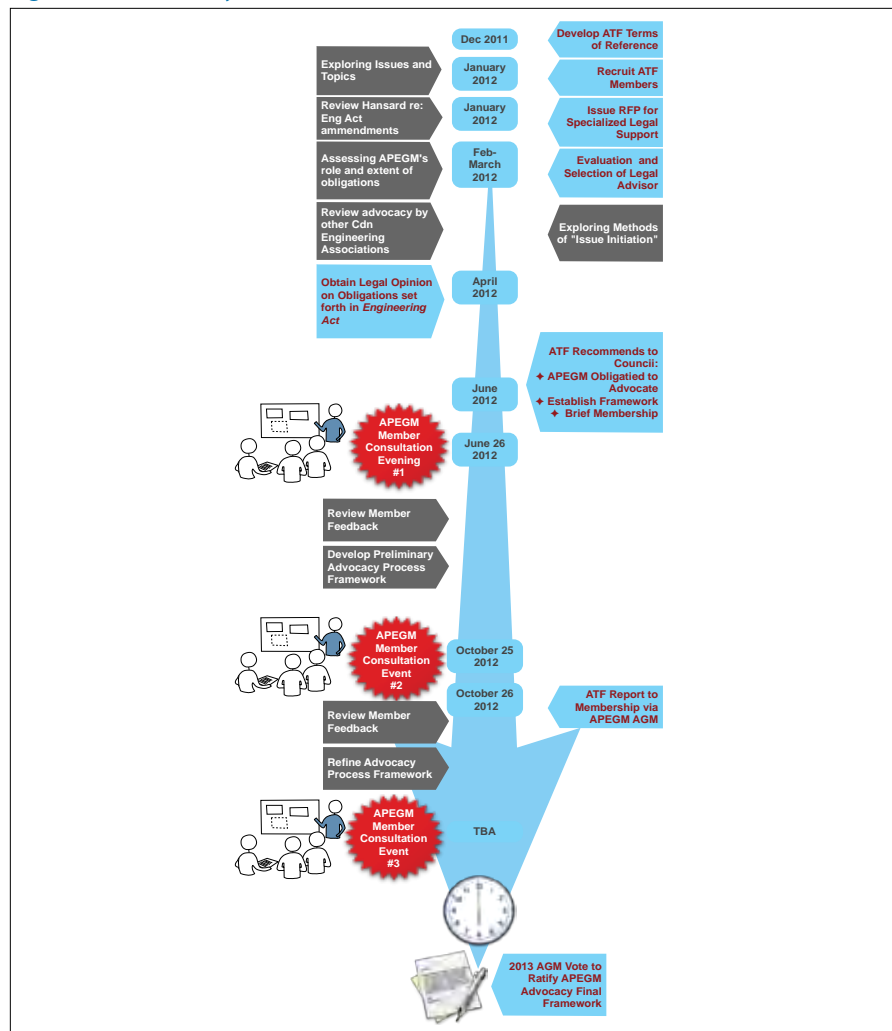 Dec 2011
Develop ATF Terms
of Reference
Exploring Issues and
Topics
January
2012
Recruit ATF
Members
Review Hansard re:
Eng Act
ammendments
January
2012
Issue RFP for
Specialized Legal
Support
Assessing APEGM's
role and extent of
obligations
Feb-
March
2012
Evaluation and
Selection of Legal
Advisor
Review advocacy by
other Cdn
Engineering
Associations
Exploring Methods
of "Issue Initiation"
Obtain Legal Opinion
on Obligations set
forth in Engineering
Act
April
2012
ATF Recommends to
Council:
✦ APEGM Obligatied to
Advocate
✦ Establish Framework
✦ Brief Membership
June
2012
APEGM
Member
Consultation
Evening
#1
June 26
2012
Review Member
Feedback
Develop Preliminary
Advocacy Process
Framework
APEGM
Member
Consultation
Event
#2
October 25
2012
October 26
2012
ATF Report to
Membership via
APEGM AGM
Review Member
Feedback
Refine Advocacy
Process Framework
APEGM
Member
Consultation
Event
#3
TBA
2013 AGM Vote to
Ratify APEGM
Advocacy Final
Framework